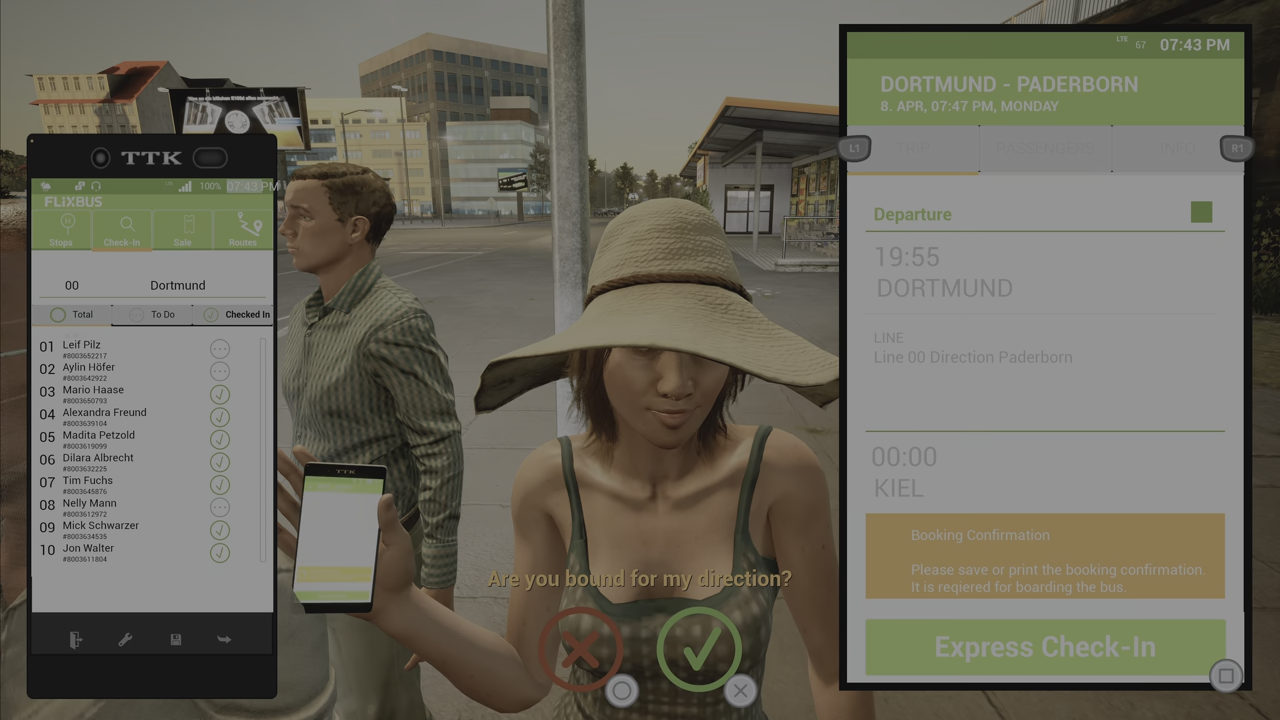 TTK
100% 07:43 PM
FLiXBUS
Stops Check-In Sale Routes
00 Dortmund
Total To Do Checked In
01 Leif Pilz
#8003652217
02 Aylin Höfer
#8003642922
03 Mario Haase
#8003650793
04 Alexandra Freund
#8003639104
05 Madita Petzold
#8003619099
06 Dilara Albrecht
#8003632225
07 Tim Fuchs
#8003645876
08 Nelly Mann
#8003612972
09 Mick Schwarzer
#8003634535
10 Jon Walter
#8003611804
TTK
Are you bound for my direction?
LTE 67 07:43 PM
DORTMUND - PADERBORN
8. APR, 07:47 PM, MONDAY
L1 TRIP PASSENGERS INFO R1
Departure
19:55
DORTMUND
LINE
Line 00 Direction Paderborn
00:00
KIEL
Booking Confirmation
Please save or print the booking confirmation.
It is reqiered for boarding the bus.
Express Check-In